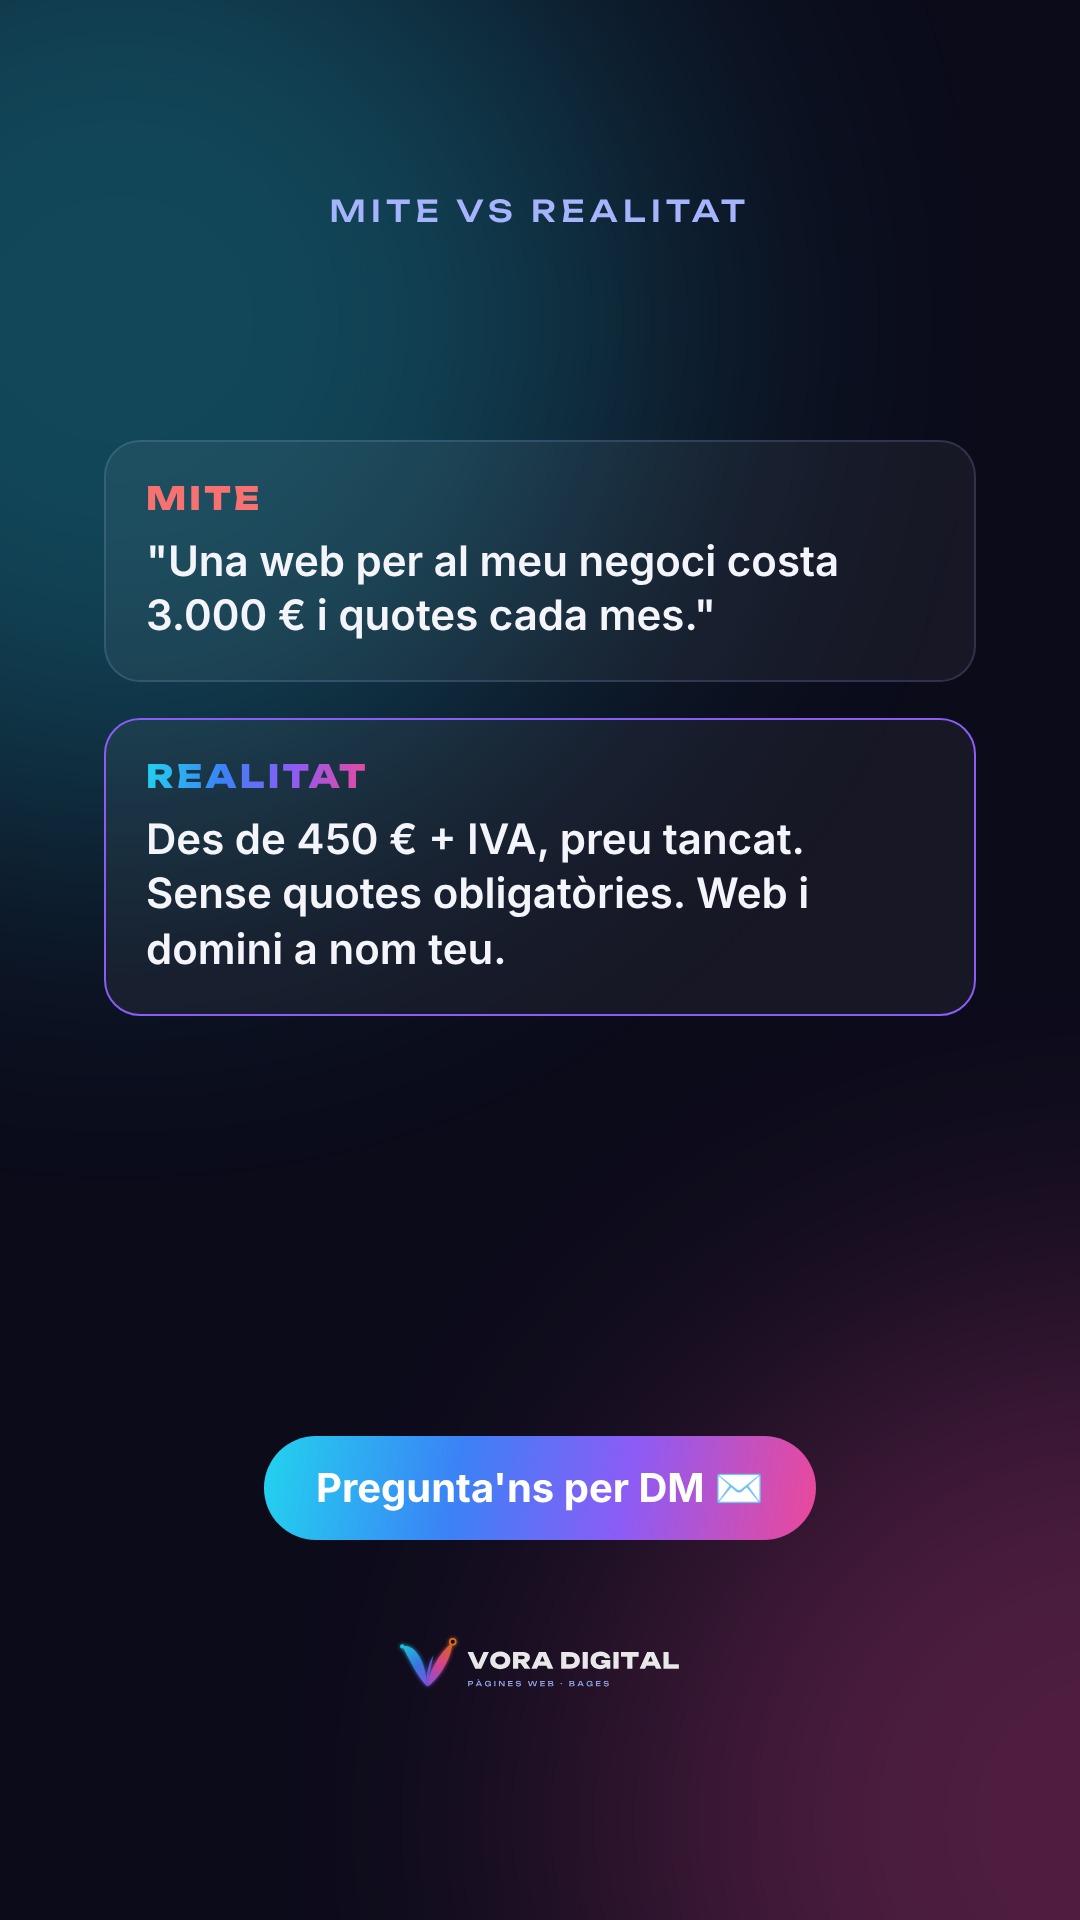 MITE VS REALITAT
MITE
"Una web per al meu negoci costa
3.000 € i quotes cada mes."
REALITAT
Des de 450 € + IVA, preu tancat.
Sense quotes obligatòries. Web i
domini a nom teu.
Pregunta'ns per DM ✉️
VORA DIGITAL
PÀGINES WEB · BAGES